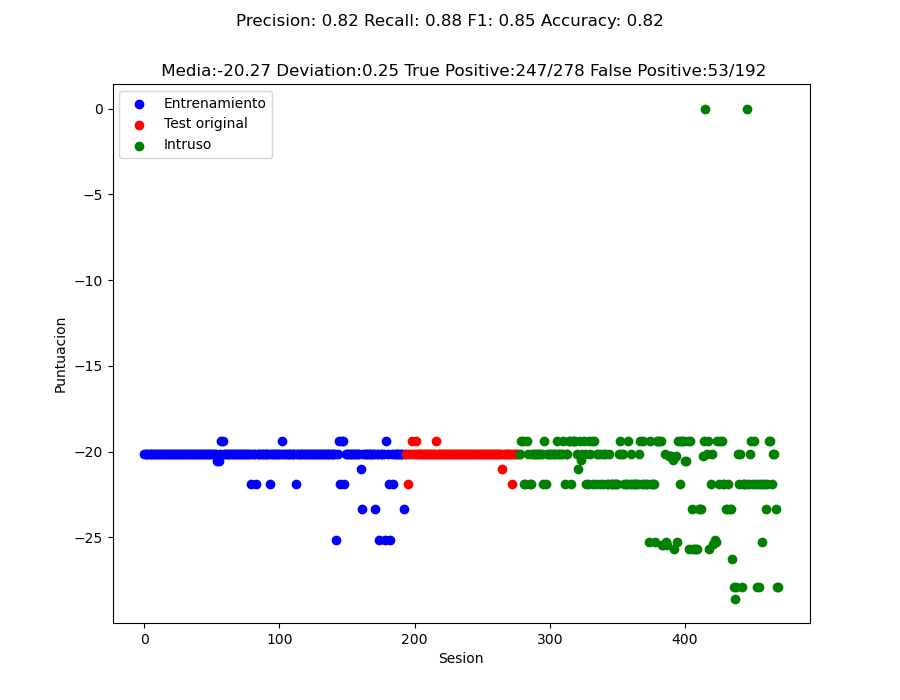 Precision: 0.82 Recall: 0.88 F1: 0.85 Accuracy: 0.82
Media:-20.27 Deviation:0.25 True Positive:247/278 False Positive:53/192
Entrenamiento
Test original
Intruso
0
−5
−10
−15
−20
−25
Puntuacion
0
100
200
300
400
Sesion